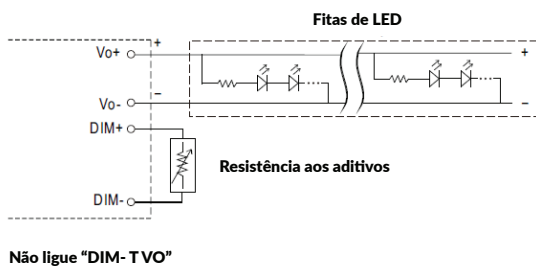 Fitas de LED
Vo+
+
+
−
Vo-
−
DIM+
Resistência aos aditivos
DIM-
Não ligue “DIM- T VO”